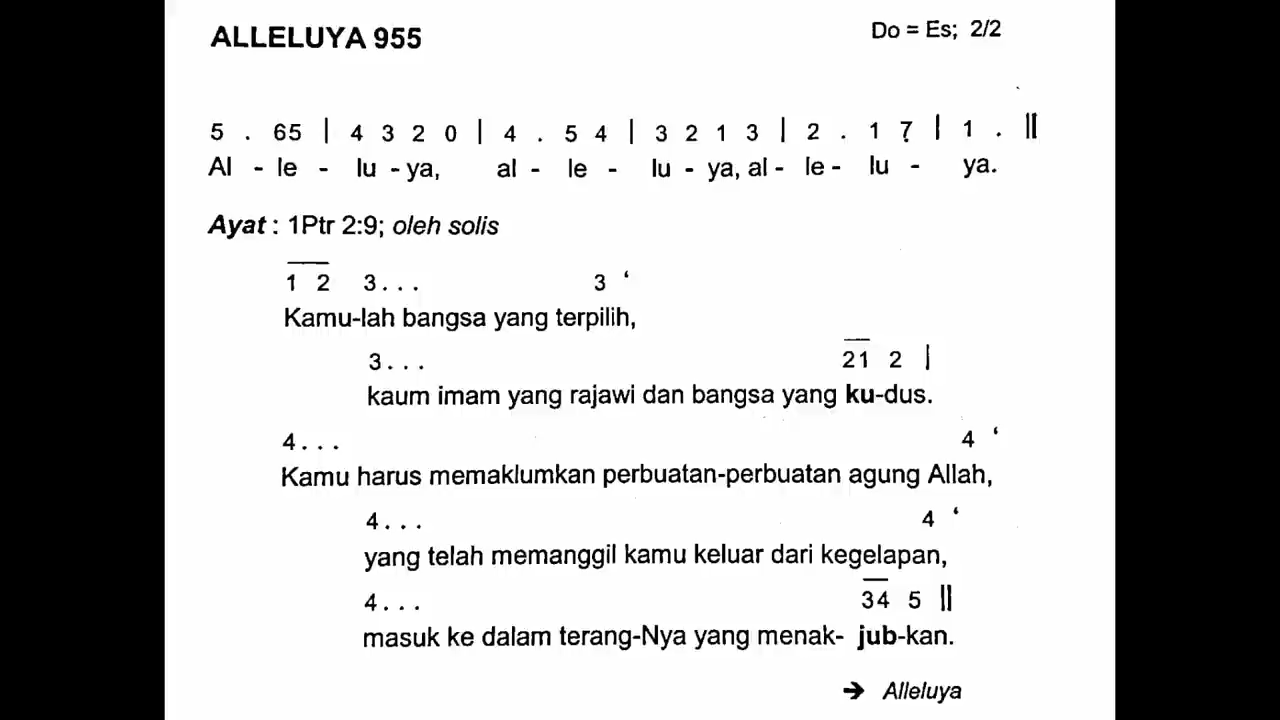 ALLELUYA 955 Do = Es; 2/2
5 . 65 | 4 3 2 0 | 4 . 5 4 | 3 2 1 3 | 2 . 1 7̣ | 1 . ||
Al - le - lu - ya, al - le - lu - ya, al - le - lu - ya.
Ayat : 1Ptr 2:9; oleh solis
1 2 3 . . . 3 ‘
Kamu-lah bangsa yang terpilih,
3 . . . 21 2 |
kaum imam yang rajawi dan bangsa yang ku-dus.
4 . . . 4 ‘
Kamu harus memaklumkan perbuatan-perbuatan agung Allah,
4 . . . 4 ‘
yang telah memanggil kamu keluar dari kegelapan,
4 . . . 34 5 ||
masuk ke dalam terang-Nya yang menak- jub-kan.
➔ Alleluya